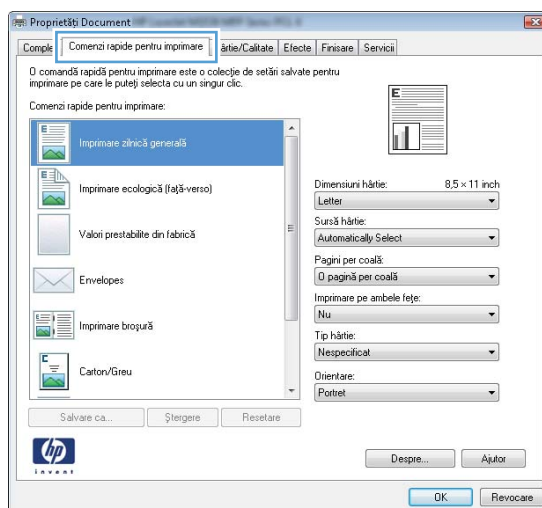 Proprietăţi Document
Comple
Comenzi rapide pentru imprimare
ârtie/Calitate
Efecte
Finisare
Servicii
O comandă rapidă pentru imprimare este o colecţie de setări salvate pentru
imprimare pe care le puteţi selecta cu un singur clic.
Comenzi rapide pentru imprimare:
Imprimare zilnică generală
Imprimare ecologică (faţă-verso)
Valori prestabilite din fabrică
Envelopes
Imprimare broşură
Carton/Greu
Salvare ca...
Ştergere
Resetare
E
Dimensiuni hârtie: 8,5 × 11 inch
Letter
Sursă hârtie:
Automatically Select
Pagini per coală:
O pagină per coală
Imprimare pe ambele feţe:
Nu
Tip hârtie:
Nespecificat
Orientare:
Portret
hp
invent
Despre...
Ajutor
OK
Revocare